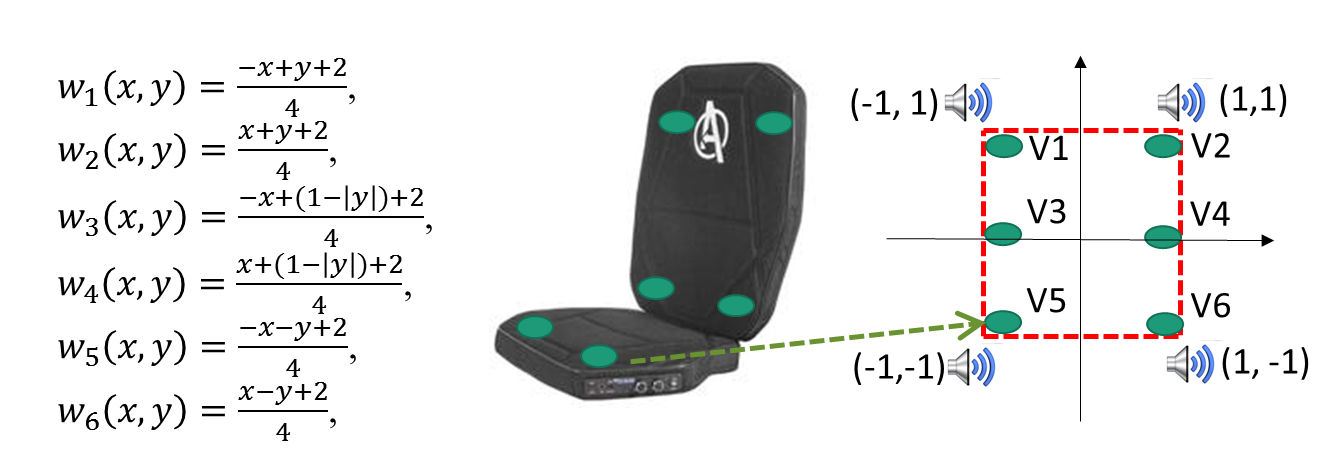 w₁(x, y) = (−x+y+2)/4,
w₂(x, y) = (x+y+2)/4,
w₃(x, y) = (−x+(1−|y|)+2)/4,
w₄(x, y) = (x+(1−|y|)+2)/4,
w₅(x, y) = (−x−y+2)/4,
w₆(x, y) = (x−y+2)/4,
A
(-1, 1) (1,1)
V1 V2
V3 V4
V5 V6
(-1,-1) (1, -1)